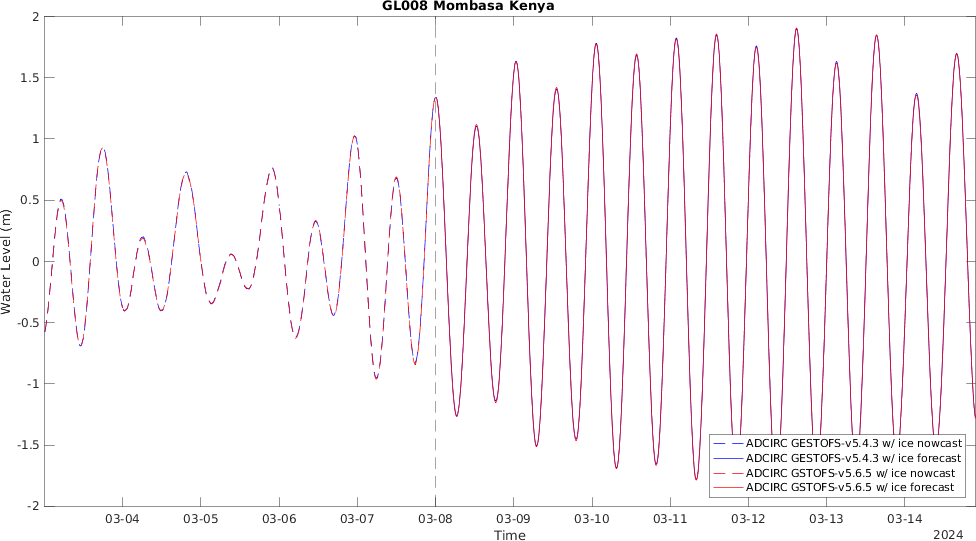 GL008 Mombasa Kenya
2
1.5
1
0.5
0
-0.5
-1
-1.5
-2
Water Level (m)
ADCIRC GESTOFS-v5.4.3 w/ ice nowcast
ADCIRC GESTOFS-v5.4.3 w/ ice forecast
ADCIRC GSTOFS-v5.6.5 w/ ice nowcast
ADCIRC GSTOFS-v5.6.5 w/ ice forecast
03-04 03-05 03-06 03-07 03-08 03-09 03-10 03-11 03-12 03-13 03-14
Time
2024